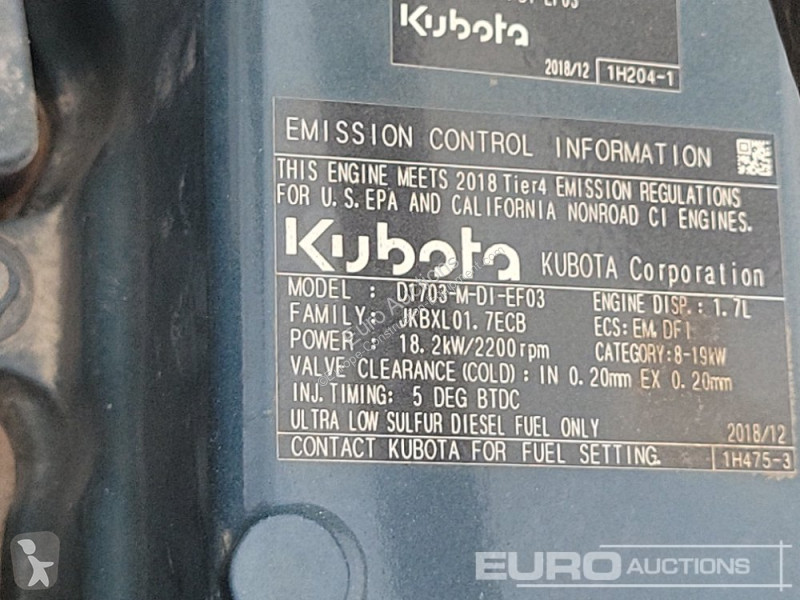 Kubota
2018/12 1H204-1
EMISSION CONTROL INFORMATION
THIS ENGINE MEETS 2018 Tier4 EMISSION REGULATIONS
FOR U.S.EPA AND CALIFORNIA NONROAD CI ENGINES.
Kubota KUBOTA Corporation
MODEL : D1703-M-DI-EF03 ENGINE DISP.: 1.7L
FAMILY: JKBXL01.7ECB ECS: EM, DFI
POWER : 18.2kW/2200rpm CATEGORY:8-19kW
VALVE CLEARANCE(COLD) : IN 0.20mm EX 0.20mm
INJ.TIMING: 5 DEG BTDC
ULTRA LOW SULFUR DIESEL FUEL ONLY 2018/12
CONTACT KUBOTA FOR FUEL SETTING. 1H475-3
EURO AUCTIONS